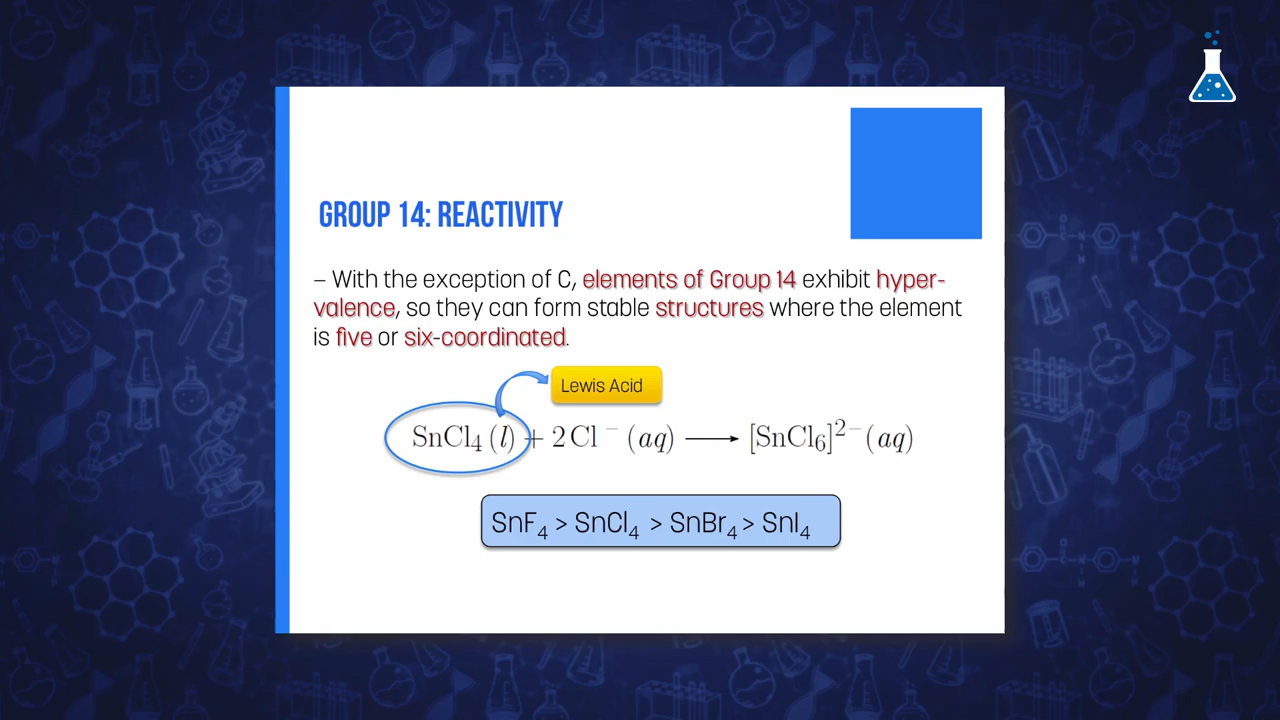 GROUP 14: REACTIVITY
– With the exception of C, elements of Group 14 exhibit hyper-
valence, so they can form stable structures where the element
is five or six-coordinated.
Lewis Acid
SnCl₄ (l) + 2 Cl⁻ (aq) ⟶ [SnCl₆]²⁻ (aq)
SnF₄ > SnCl₄ > SnBr₄ > SnI₄